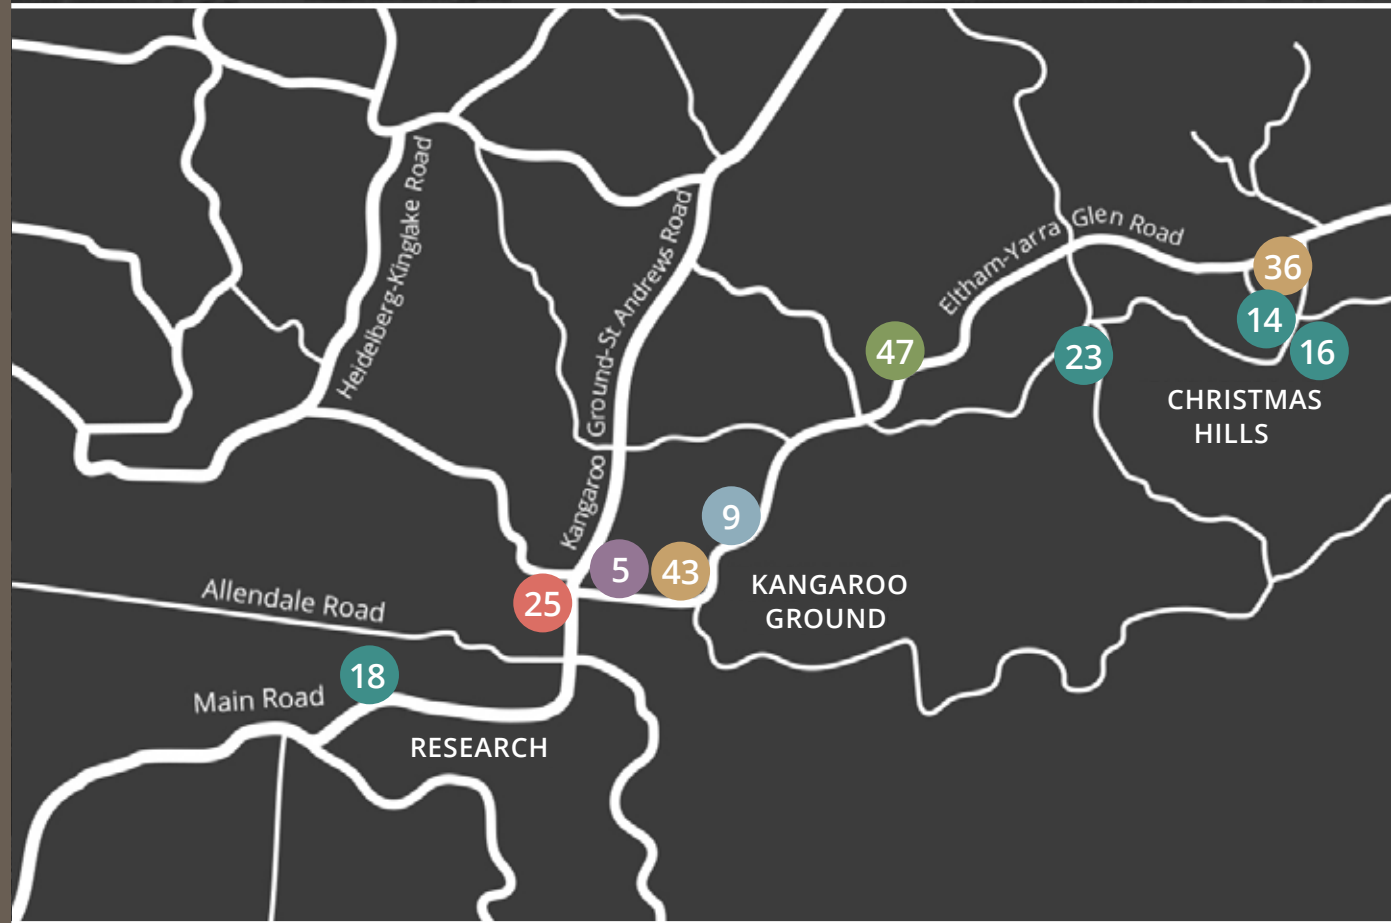 Heidelberg-Kinglake Road
Kangaroo Ground-St Andrews Road
Eltham-Yarra Glen Road
36
14
16
47
23
CHRISTMAS
HILLS
9
5
43
25
KANGAROO
GROUND
Allendale Road
18
Main Road
RESEARCH